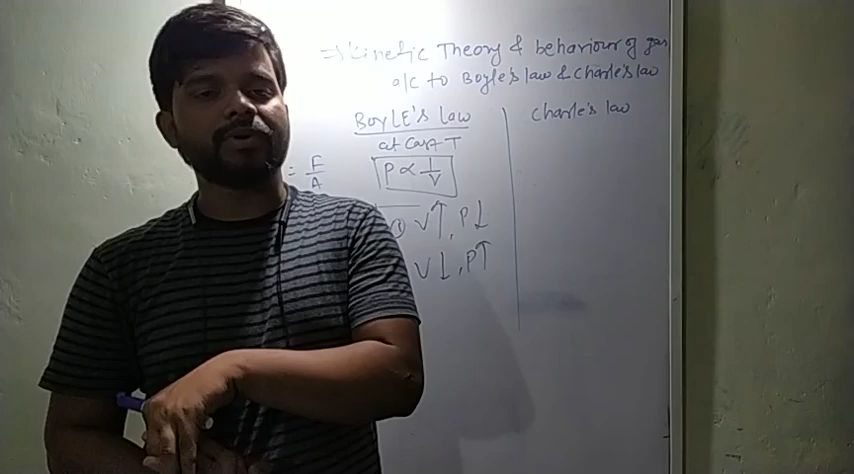 ⇒ Kinetic Theory & behaviour of gas
o/c to Boyle's law & Charle's law
BOYLE'S Law
at Const T
P ∝ 1/V
= F/A
① V↑, P↓
V↓, P↑
Charle's law